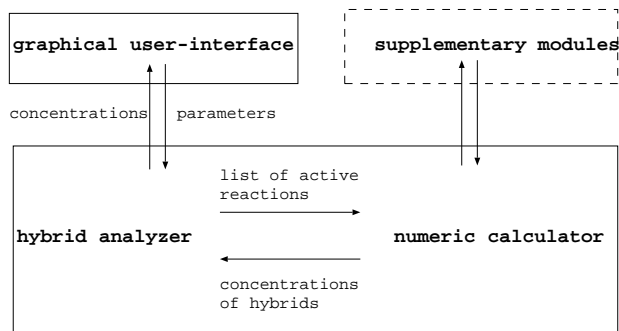 graphical user-interface
supplementary modules
concentrations
parameters
list of active
reactions
hybrid analyzer
numeric calculator
concentrations
of hybrids